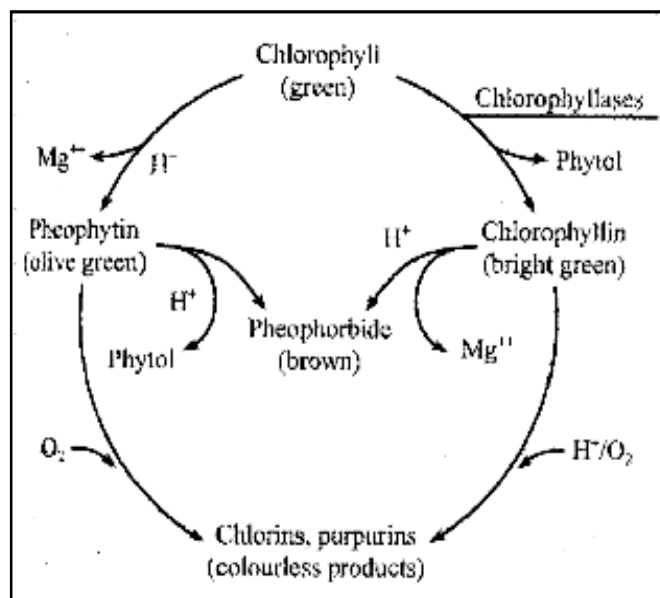 Chlorophyll
(green)
Chlorophyllases
Mg⁺⁺
H⁺
Phytol
Pheophytin
(olive green)
H⁺
Chlorophyllin
(bright green)
H⁺
Pheophorbide
(brown)
Phytol
Mg⁺⁺
O₂
H⁺/O₂
Chlorins, purpurins
(colourless products)